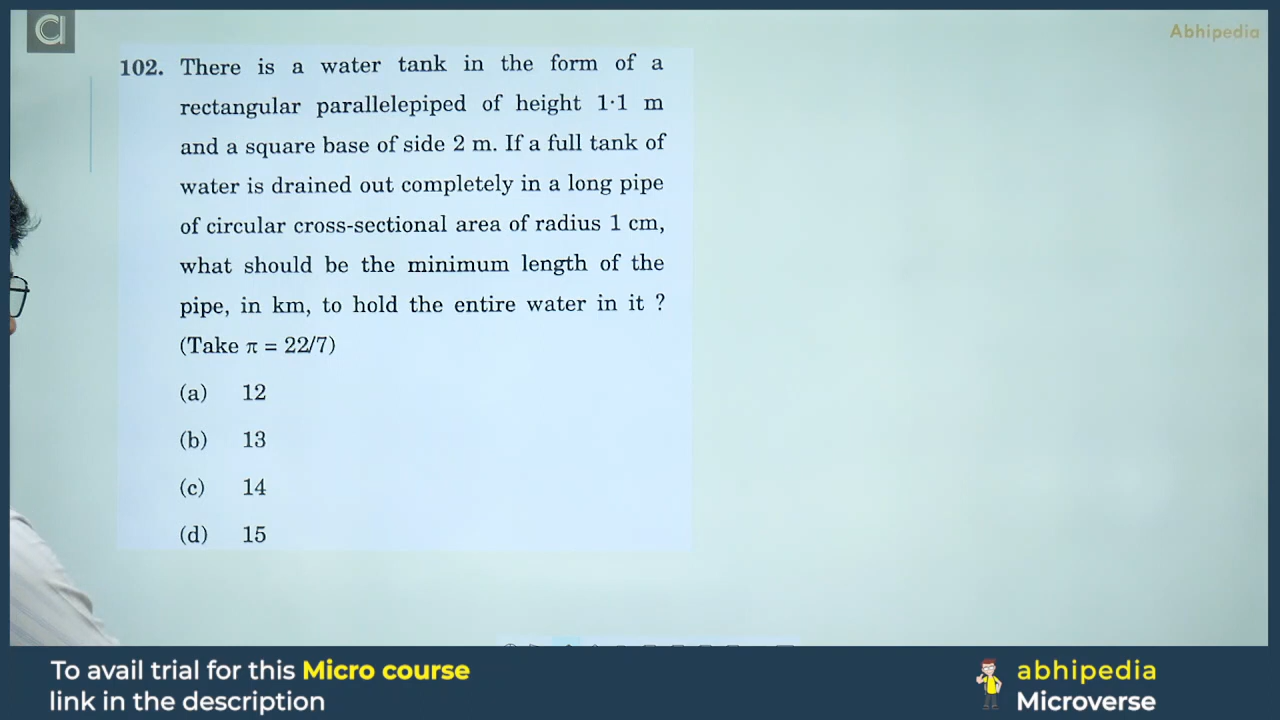 Abhipedia
102. There is a water tank in the form of a
rectangular parallelepiped of height 1·1 m
and a square base of side 2 m. If a full tank of
water is drained out completely in a long pipe
of circular cross-sectional area of radius 1 cm,
what should be the minimum length of the
pipe, in km, to hold the entire water in it ?
(Take π = 22/7)
(a) 12
(b) 13
(c) 14
(d) 15
To avail trial for this Micro course
link in the description
abhipedia
Microverse